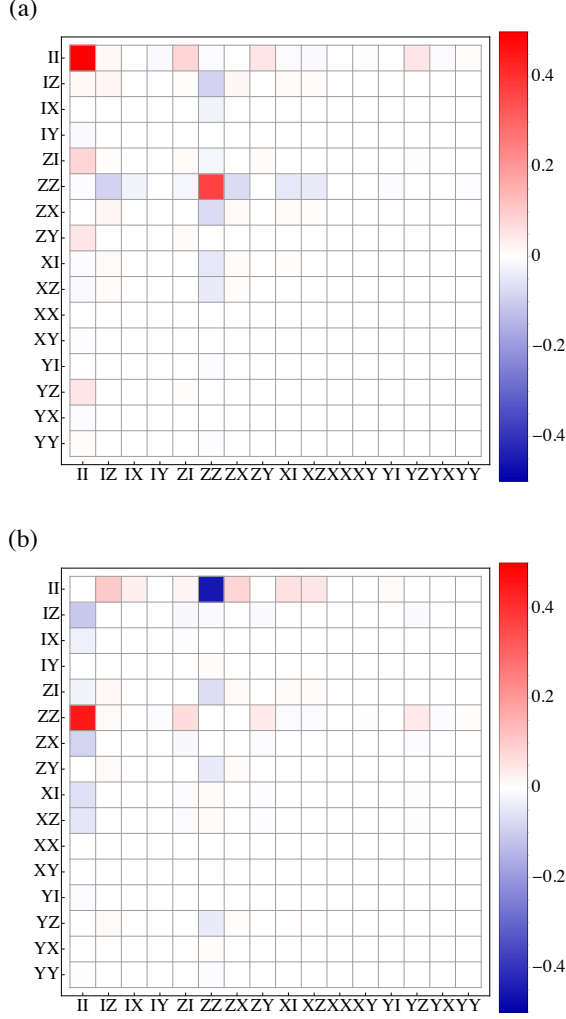 (a)
II
IZ
IX
IY
ZI
ZZ
ZX
ZY
XI
XZ
XX
XY
YI
YZ
YX
YY
II IZ IX IY ZI ZZ ZX ZY XI XZ XX XY YI YZ YX YY
0.4
0.2
0
−0.2
−0.4
(b)
II
IZ
IX
IY
ZI
ZZ
ZX
ZY
XI
XZ
XX
XY
YI
YZ
YX
YY
II IZ IX IY ZI ZZ ZX ZY XI XZ XX XY YI YZ YX YY
0.4
0.2
0
−0.2
−0.4